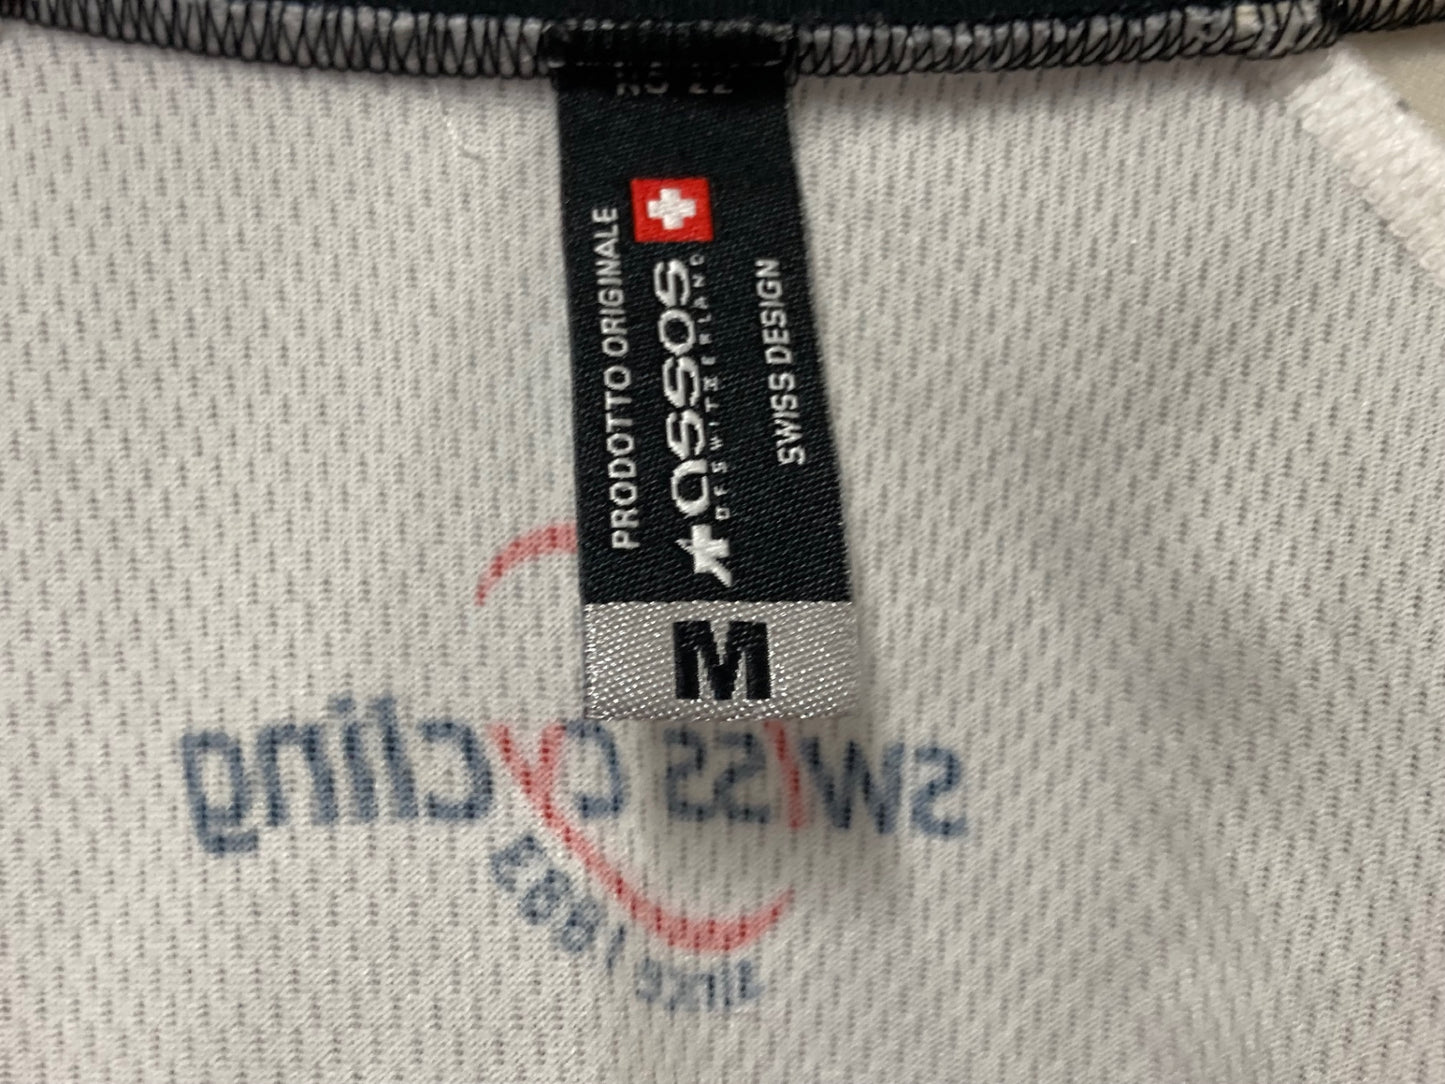 PRODOTTO ORIGINALE
assos
OF SWITZERLAND
SWISS DESIGN
M
swiss cycling
since 1883